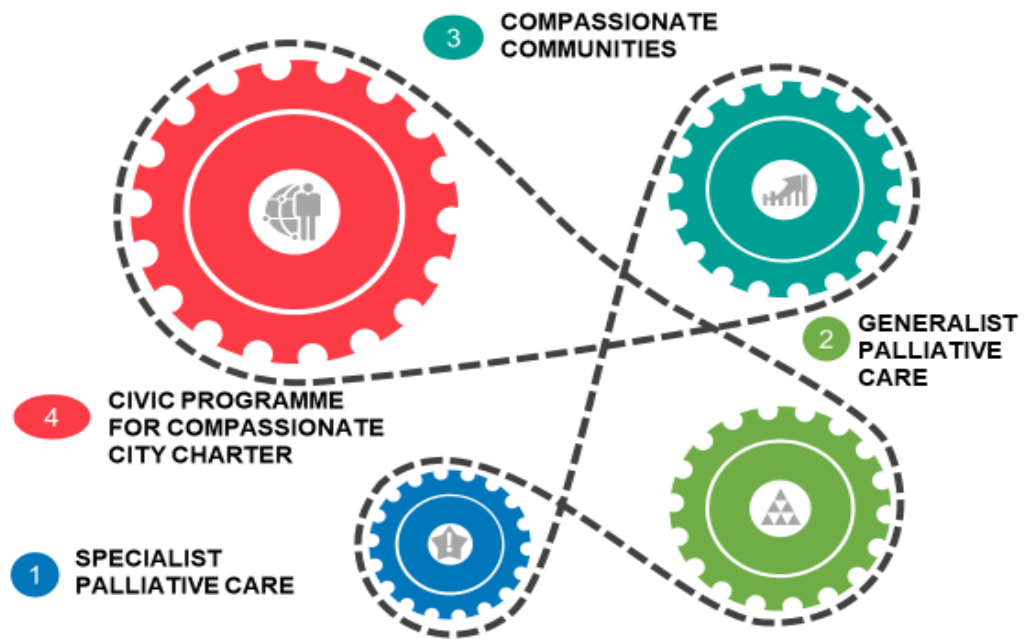 3
COMPASSIONATE
COMMUNITIES
2
GENERALIST
PALLIATIVE
CARE
4
CIVIC PROGRAMME
FOR COMPASSIONATE
CITY CHARTER
1
SPECIALIST
PALLIATIVE CARE
!